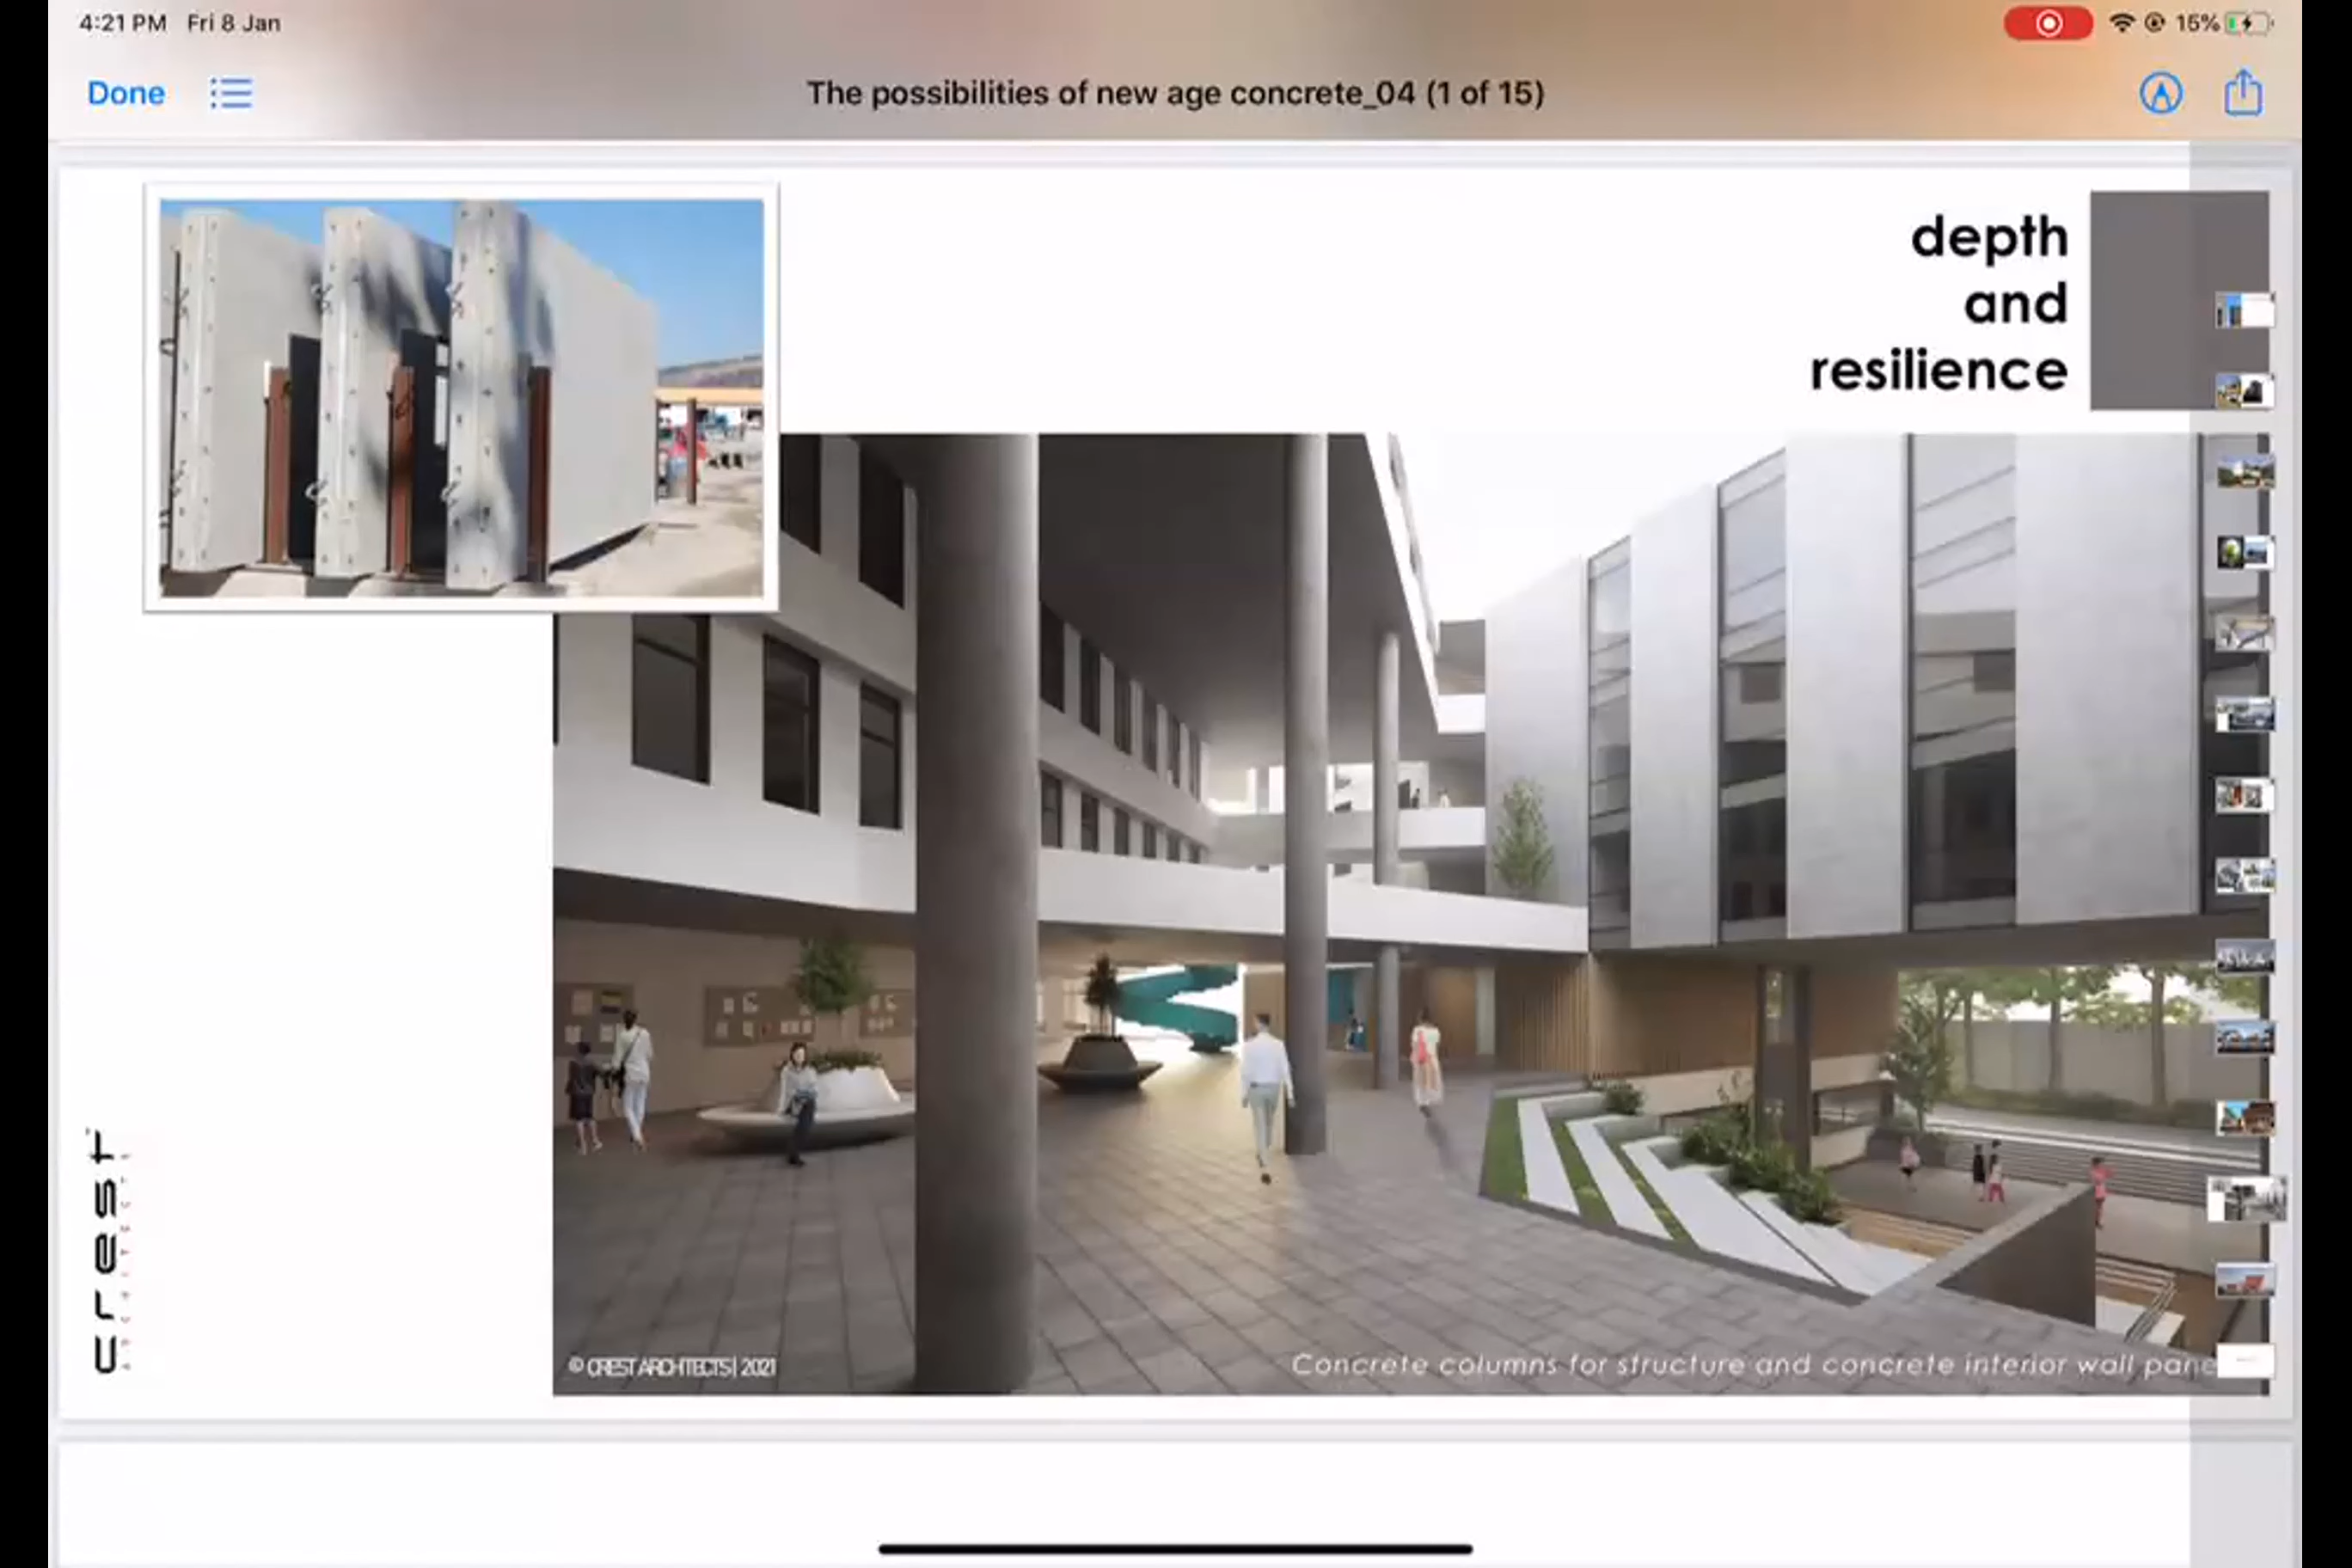 4:21 PM Fri 8 Jan
15%
Done
The possibilities of new age concrete_04 (1 of 15)
depth
and
resilience
crest
© CREST ARCHITECTS | 2021
Concrete columns for structure and concrete interior wall pane